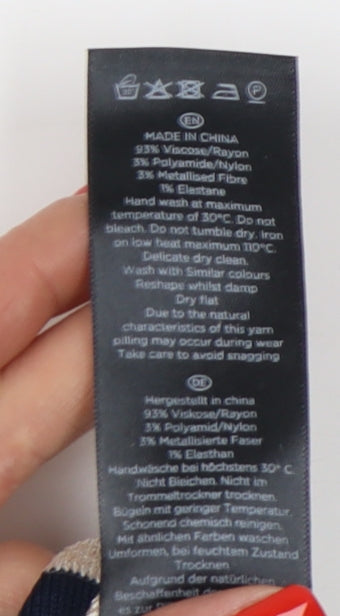 EN
MADE IN CHINA
93% Viscose/Rayon
3% Polyamide/Nylon
3% Metallised Fibre
1% Elastane
Hand wash at maximum
temperature of 30°C. Do not
bleach. Do not tumble dry. Iron
on low heat maximum 110°C.
Delicate dry clean.
Wash with Similar colours
Reshape whilst damp
Dry flat
Due to the natural
characteristics of this yarn
pilling may occur during wear
Take care to avoid snagging
DE
Hergestellt in china
93% Viskose/Rayon
3% Polyamid/Nylon
3% Metallisierte Faser
1% Elasthan
Handwäsche bei höchstens 30° C.
Nicht Bleichen. Nicht im
Trommeltrockner trocknen.
Bügeln mit geringer Temperatur.
Schonend chemisch reinigen.
Mit ähnlichen Farben waschen
Umformen, bei feuchtem Zustand
Trocknen
Aufgrund der natürlichen
Beschaffenheit
es zur